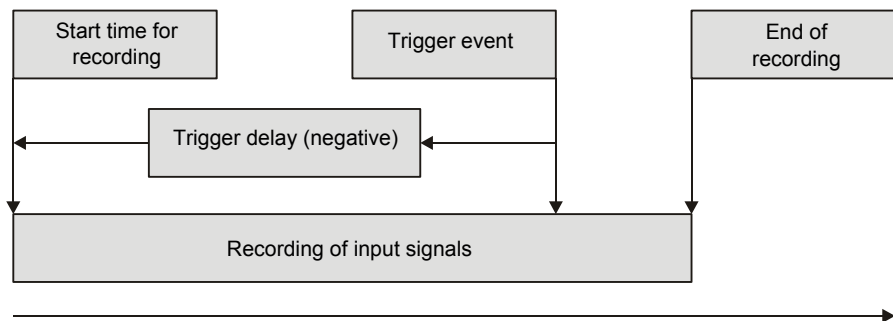 Start time for
recording
Trigger event
End of
recording
Trigger delay (negative)
Recording of input signals